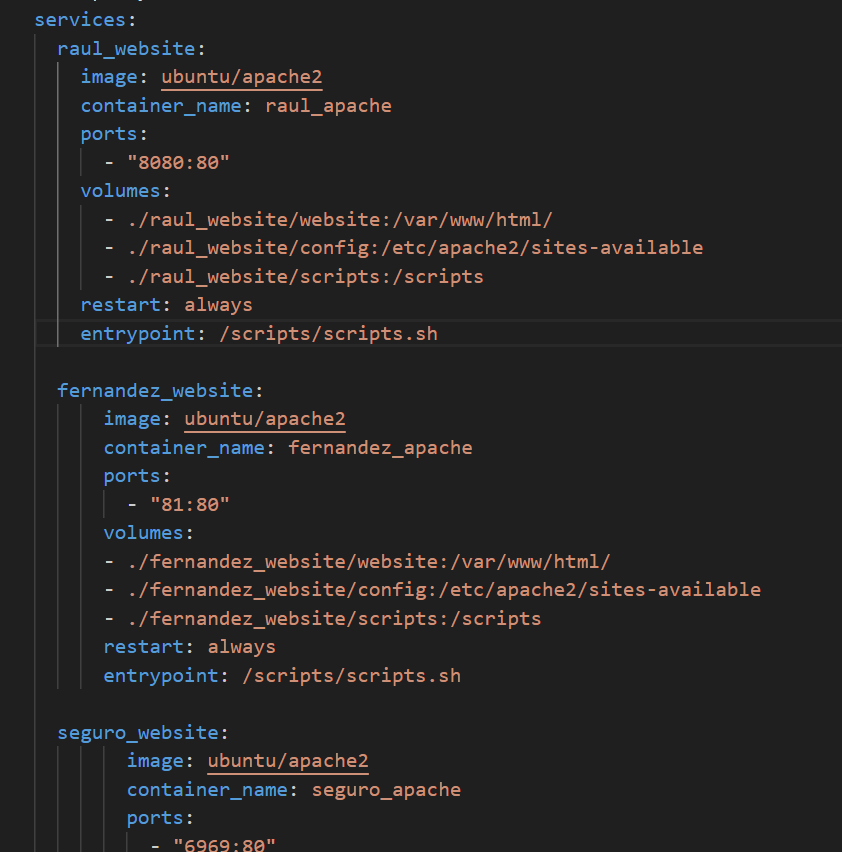 services:
  raul_website:
    image: ubuntu/apache2
    container_name: raul_apache
    ports:
      - "8080:80"
    volumes:
      - ./raul_website/website:/var/www/html/
      - ./raul_website/config:/etc/apache2/sites-available
      - ./raul_website/scripts:/scripts
    restart: always
    entrypoint: /scripts/scripts.sh

  fernandez_website:
      image: ubuntu/apache2
      container_name: fernandez_apache
      ports:
        - "81:80"
      volumes:
      - ./fernandez_website/website:/var/www/html/
      - ./fernandez_website/config:/etc/apache2/sites-available
      - ./fernandez_website/scripts:/scripts
      restart: always
      entrypoint: /scripts/scripts.sh

  seguro_website:
        image: ubuntu/apache2
        container_name: seguro_apache
        ports:
          - "6969:80"